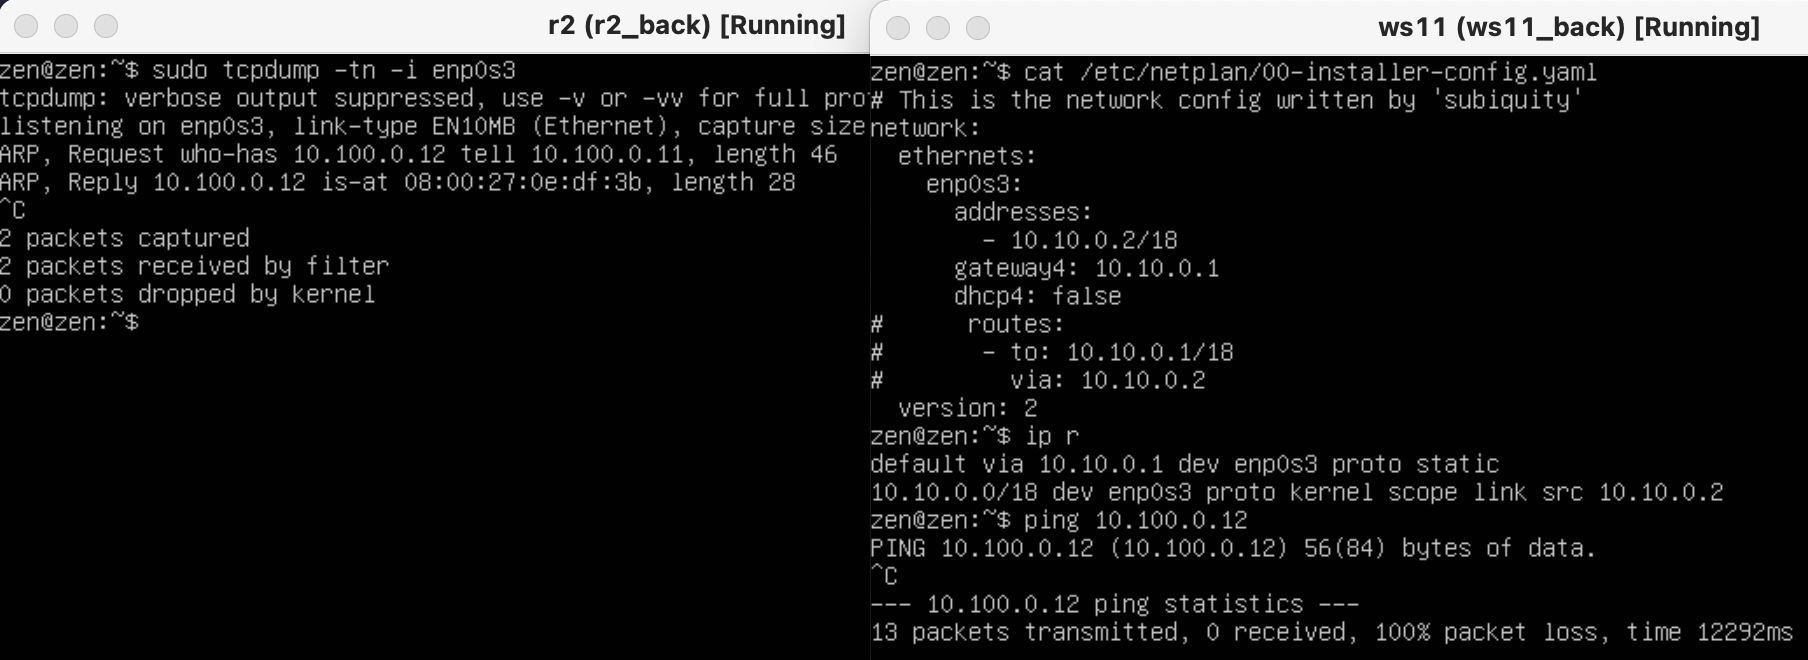 r2 (r2_back) [Running]
zen@zen:~$ sudo tcpdump -tn -i enp0s3
tcpdump: verbose output suppressed, use -v or -vv for full pro
listening on enp0s3, link-type EN10MB (Ethernet), capture size
ARP, Request who-has 10.100.0.12 tell 10.100.0.11, length 46
ARP, Reply 10.100.0.12 is-at 08:00:27:0e:df:3b, length 28
^C
2 packets captured
2 packets received by filter
0 packets dropped by kernel
zen@zen:~$
ws11 (ws11_back) [Running]
zen@zen:~$ cat /etc/netplan/00-installer-config.yaml
# This is the network config written by 'subiquity'
network:
  ethernets:
    enp0s3:
      addresses:
        - 10.10.0.2/18
      gateway4: 10.10.0.1
      dhcp4: false
#      routes:
#       - to: 10.10.0.1/18
#         via: 10.10.0.2
  version: 2
zen@zen:~$ ip r
default via 10.10.0.1 dev enp0s3 proto static
10.10.0.0/18 dev enp0s3 proto kernel scope link src 10.10.0.2
zen@zen:~$ ping 10.100.0.12
PING 10.100.0.12 (10.100.0.12) 56(84) bytes of data.
^C
--- 10.100.0.12 ping statistics ---
13 packets transmitted, 0 received, 100% packet loss, time 12292ms